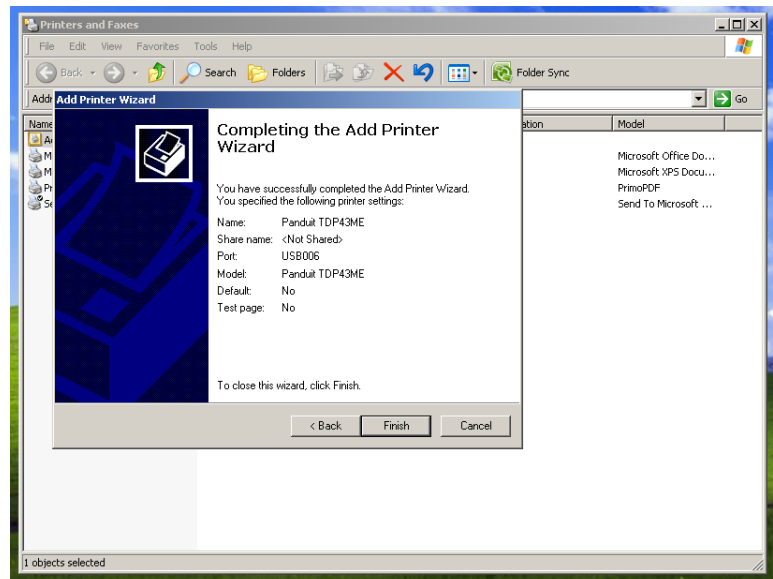 Printers and Faxes
File Edit View Favorites Tools Help
Back Search Folders Folder Sync
Addr Go
Add Printer Wizard
Name ation Model
M Microsoft Office Do...
M Microsoft XPS Docu...
Pr PrimoPDF
Se Send To Microsoft ...
Completing the Add Printer
Wizard
You have successfully completed the Add Printer Wizard.
You specified the following printer settings:
Name: Panduit TDP43ME
Share name: <Not Shared>
Port: USB006
Model: Panduit TDP43ME
Default: No
Test page: No
To close this wizard, click Finish.
< Back Finish Cancel
1 objects selected